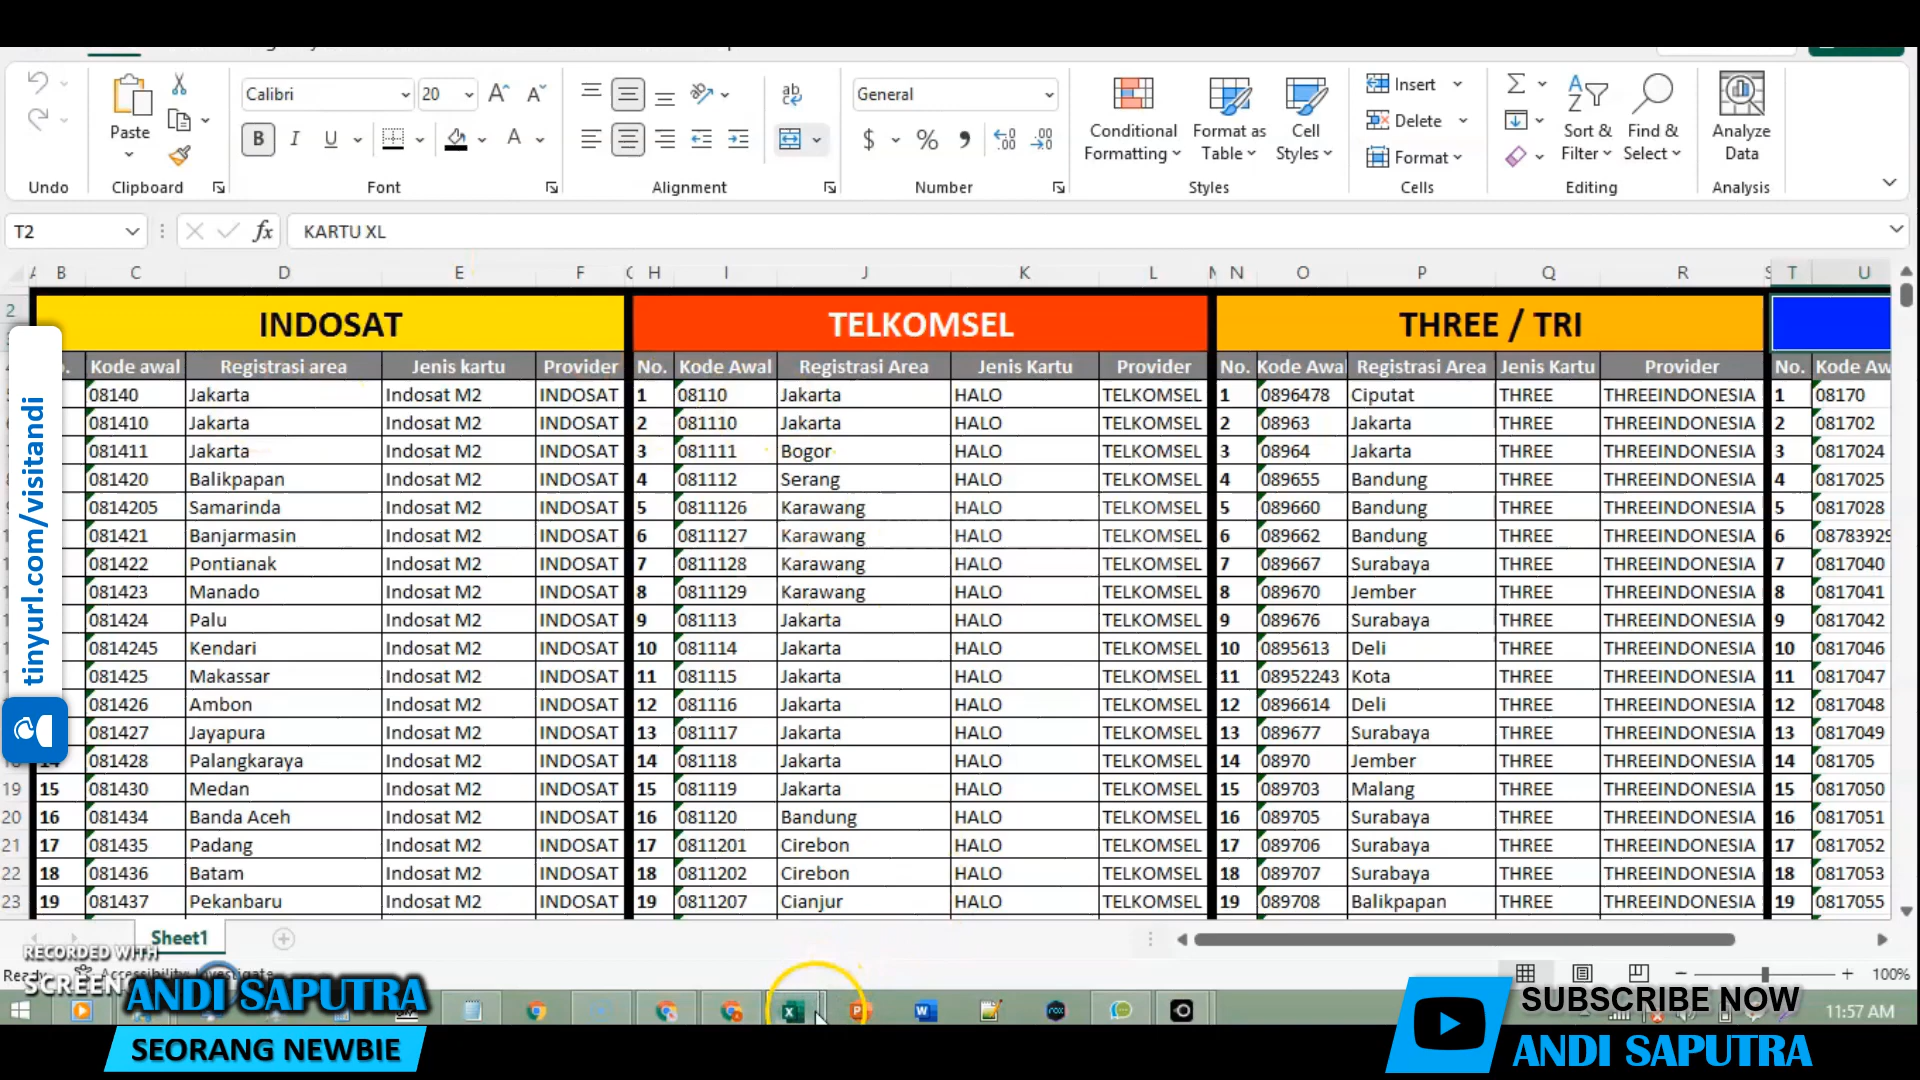 Calibri 20 General Insert
Paste Conditional Formatting Format as Table Cell Styles Delete Sort & Filter Find & Select Analyze Data
Format
Undo Clipboard Font Alignment Number Styles Cells Editing Analysis
T2 fx KARTU XL
A B C D E F G H I J K L M N O P Q R S T U
2 INDOSAT TELKOMSEL THREE / TRI
Kode awal Registrasi area Jenis kartu Provider No. Kode Awal Registrasi Area Jenis Kartu Provider No. Kode Awa Registrasi Area Jenis Kartu Provider No. Kode Aw
08140 Jakarta Indosat M2 INDOSAT 1 08110 Jakarta HALO TELKOMSEL 1 0896478 Ciputat THREE THREEINDONESIA 1 08170
081410 Jakarta Indosat M2 INDOSAT 2 081110 Jakarta HALO TELKOMSEL 2 08963 Jakarta THREE THREEINDONESIA 2 081702
081411 Jakarta Indosat M2 INDOSAT 3 081111 Bogor HALO TELKOMSEL 3 08964 Jakarta THREE THREEINDONESIA 3 0817024
081420 Balikpapan Indosat M2 INDOSAT 4 081112 Serang HALO TELKOMSEL 4 089655 Bandung THREE THREEINDONESIA 4 0817025
0814205 Samarinda Indosat M2 INDOSAT 5 0811126 Karawang HALO TELKOMSEL 5 089660 Bandung THREE THREEINDONESIA 5 0817028
081421 Banjarmasin Indosat M2 INDOSAT 6 0811127 Karawang HALO TELKOMSEL 6 089662 Bandung THREE THREEINDONESIA 6 08783929
081422 Pontianak Indosat M2 INDOSAT 7 0811128 Karawang HALO TELKOMSEL 7 089667 Surabaya THREE THREEINDONESIA 7 0817040
081423 Manado Indosat M2 INDOSAT 8 0811129 Karawang HALO TELKOMSEL 8 089670 Jember THREE THREEINDONESIA 8 0817041
081424 Palu Indosat M2 INDOSAT 9 081113 Jakarta HALO TELKOMSEL 9 089676 Surabaya THREE THREEINDONESIA 9 0817042
0814245 Kendari Indosat M2 INDOSAT 10 081114 Jakarta HALO TELKOMSEL 10 0895613 Deli THREE THREEINDONESIA 10 0817046
081425 Makassar Indosat M2 INDOSAT 11 081115 Jakarta HALO TELKOMSEL 11 08952243 Kota THREE THREEINDONESIA 11 0817047
081426 Ambon Indosat M2 INDOSAT 12 081116 Jakarta HALO TELKOMSEL 12 0896614 Deli THREE THREEINDONESIA 12 0817048
081427 Jayapura Indosat M2 INDOSAT 13 081117 Jakarta HALO TELKOMSEL 13 089677 Surabaya THREE THREEINDONESIA 13 0817049
081428 Palangkaraya Indosat M2 INDOSAT 14 081118 Jakarta HALO TELKOMSEL 14 08970 Jember THREE THREEINDONESIA 14 081705
19 15 081430 Medan Indosat M2 INDOSAT 15 081119 Jakarta HALO TELKOMSEL 15 089703 Malang THREE THREEINDONESIA 15 0817050
20 16 081434 Banda Aceh Indosat M2 INDOSAT 16 081120 Bandung HALO TELKOMSEL 16 089705 Surabaya THREE THREEINDONESIA 16 0817051
21 17 081435 Padang Indosat M2 INDOSAT 17 0811201 Cirebon HALO TELKOMSEL 17 089706 Surabaya THREE THREEINDONESIA 17 0817052
22 18 081436 Batam Indosat M2 INDOSAT 18 0811202 Cirebon HALO TELKOMSEL 18 089707 Surabaya THREE THREEINDONESIA 18 0817053
23 19 081437 Pekanbaru Indosat M2 INDOSAT 19 0811207 Cianjur HALO TELKOMSEL 19 089708 Balikpapan THREE THREEINDONESIA 19 0817055
tinyurl.com/visitandi
Sheet1
RECORDED WITH
Accessibility: Investigate 100%
ANDI SAPUTRA
SEORANG NEWBIE
SUBSCRIBE NOW
ANDI SAPUTRA
11:57 AM